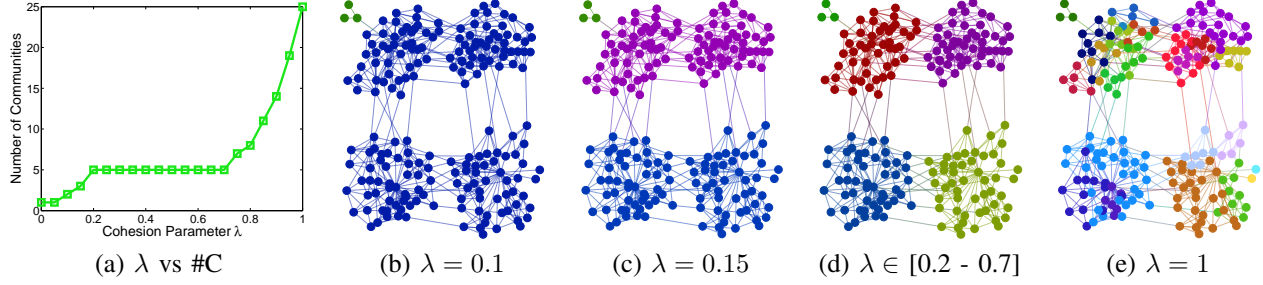 25
20
15
10
5
0
Number of Communities
0 0.2 0.4 0.6 0.8 1
Cohesion Parameter λ
(a) λ vs #C
(b) λ = 0.1
(c) λ = 0.15
(d) λ ∈ [0.2 - 0.7]
(e) λ = 1